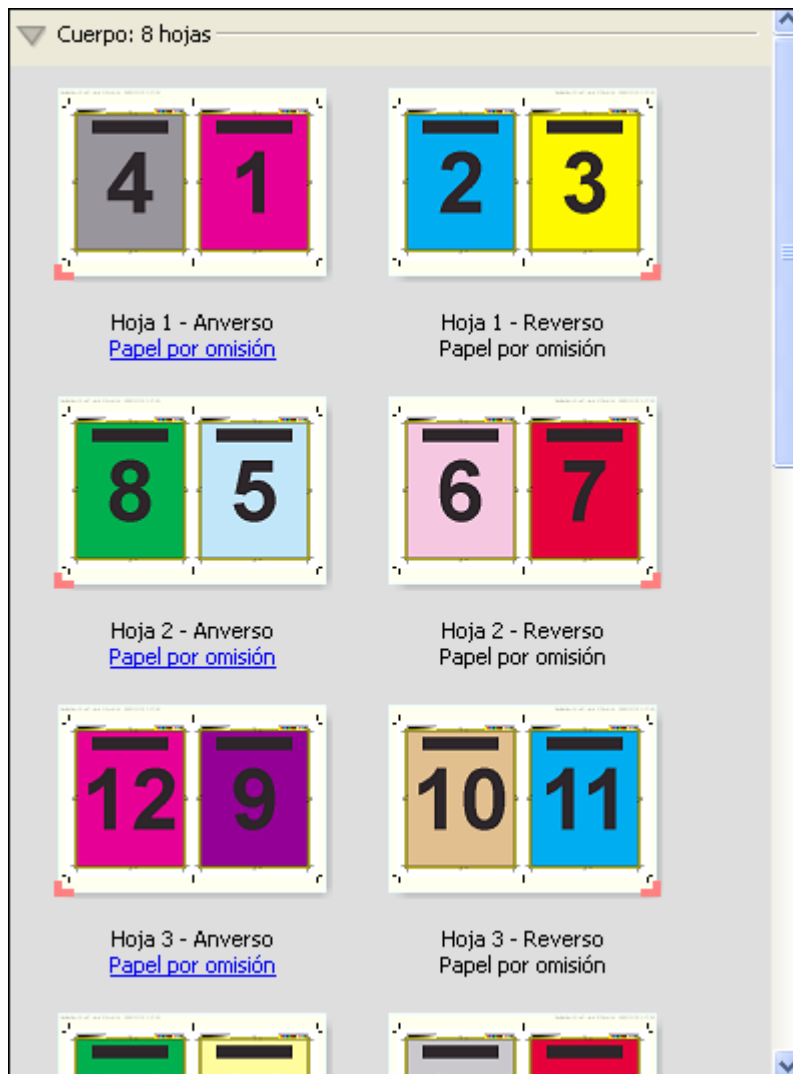 Cuerpo: 8 hojas
4 1 2 3
Hoja 1 - Anverso Hoja 1 - Reverso
Papel por omisión Papel por omisión
8 5 6 7
Hoja 2 - Anverso Hoja 2 - Reverso
Papel por omisión Papel por omisión
12 9 10 11
Hoja 3 - Anverso Hoja 3 - Reverso
Papel por omisión Papel por omisión